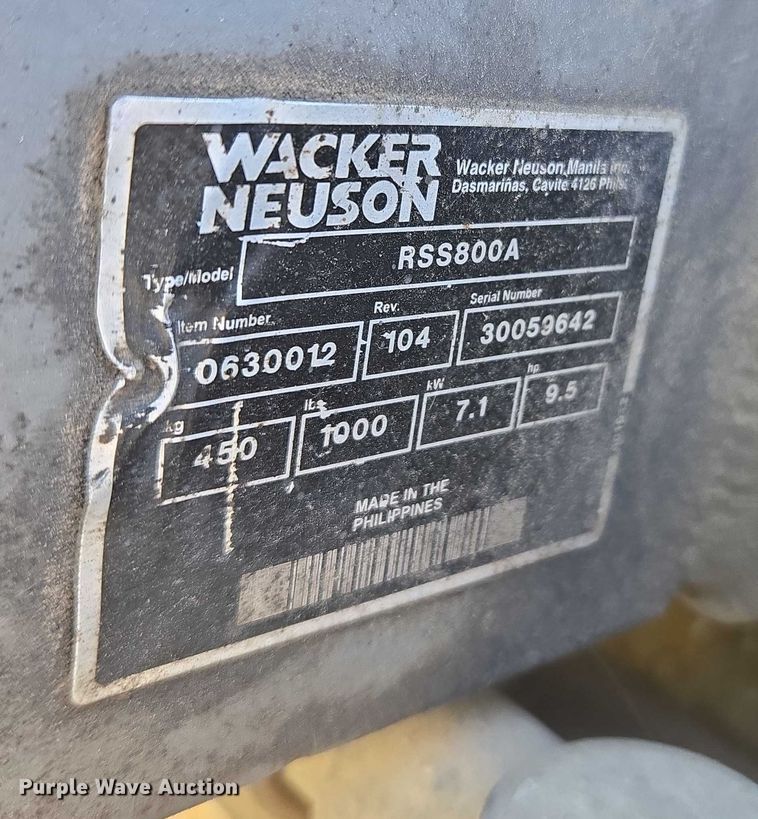 WACKER
NEUSON
Wacker Neuson Manila Inc.
Dasmariñas, Cavite 4126 Phils.
Type/Model
RSS800A
Item Number
Rev.
Serial Number
0630012
104
30059642
kg
lbs
kW
hp
450
1000
7.1
9.5
MADE IN THE
PHILIPPINES
Purple Wave Auction